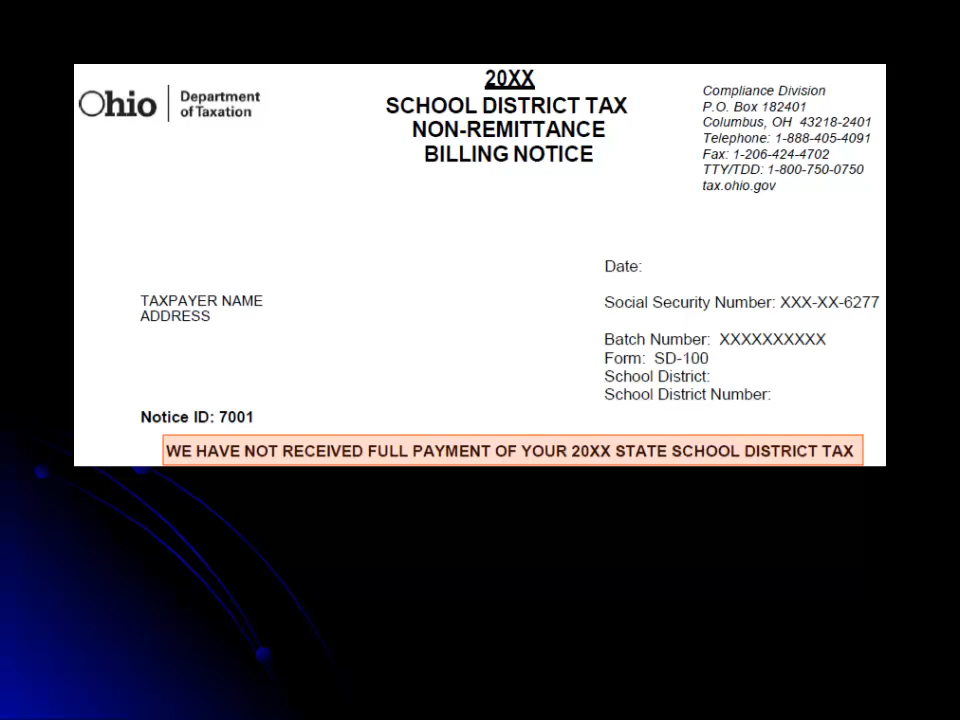 Ohio
Department
of Taxation
20XX
SCHOOL DISTRICT TAX
NON-REMITTANCE
BILLING NOTICE
Compliance Division
P.O. Box 182401
Columbus, OH 43218-2401
Telephone: 1-888-405-4091
Fax: 1-206-424-4702
TTY/TDD: 1-800-750-0750
tax.ohio.gov
TAXPAYER NAME
ADDRESS
Date:
Social Security Number: XXX-XX-6277
Batch Number: XXXXXXXXXX
Form: SD-100
School District:
School District Number:
Notice ID: 7001
WE HAVE NOT RECEIVED FULL PAYMENT OF YOUR 20XX STATE SCHOOL DISTRICT TAX